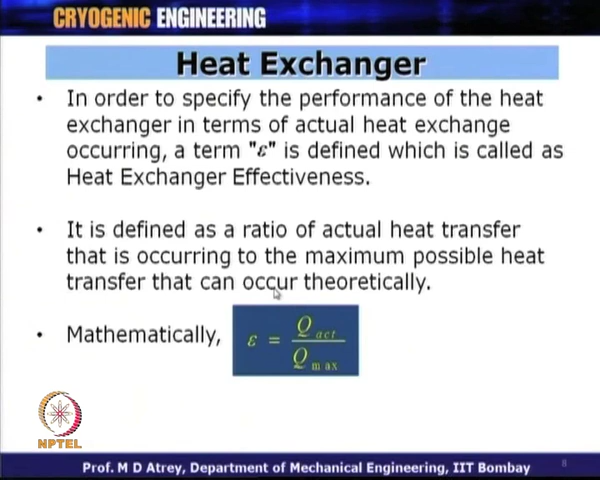 CRYOGENIC ENGINEERING
Heat Exchanger
• In order to specify the performance of the heat
exchanger in terms of actual heat exchange
occurring, a term "ε" is defined which is called as
Heat Exchanger Effectiveness.
• It is defined as a ratio of actual heat transfer
that is occurring to the maximum possible heat
transfer that can occur theoretically.
• Mathematically, ε = Q act / Q max
NPTEL
Prof. M D Atrey, Department of Mechanical Engineering, IIT Bombay 8